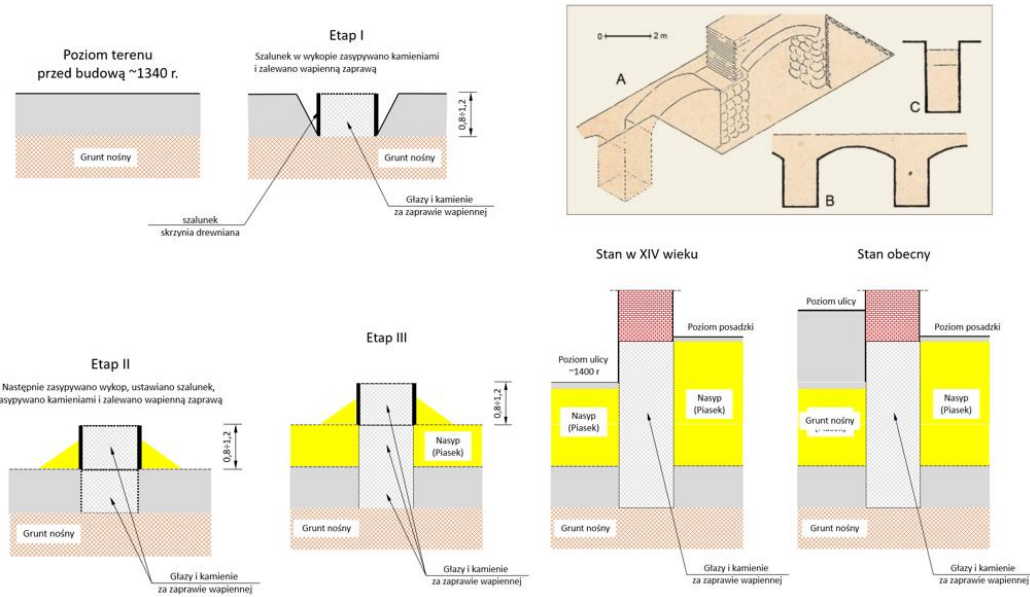 Poziom terenu
przed budową ~1340 r.
Grunt nośny
Etap I
Szalunek w wykopie zasypywano kamieniami
i zalewano wapienną zaprawą
0,8÷1,2
Grunt nośny
szalunek
skrzynia drewniana
Głazy i kamienie
za zaprawie wapiennej
0 2 m
A
B
C
Etap II
Następnie zasypywano wykop, ustawiano szalunek,
asypywano kamieniami i zalewano wapienną zaprawą
0,8÷1,2
Grunt nośny
Głazy i kamienie
za zaprawie wapiennej
Etap III
0,8÷1,2
Nasyp
(Piasek)
Grunt nośny
Głazy i kamienie
za zaprawie wapiennej
Stan w XIV wieku
Poziom ulicy
~1400 r
Poziom posadzki
Nasyp
(Piasek)
Nasyp
(Piasek)
Grunt nośny
Głazy i kamienie
za zaprawie wapiennej
Stan obecny
Poziom ulicy
Poziom posadzki
Nasyp
(Piasek)
Grunt nośny
Grunt nośny
Głazy i kamienie
za zaprawie wapiennej